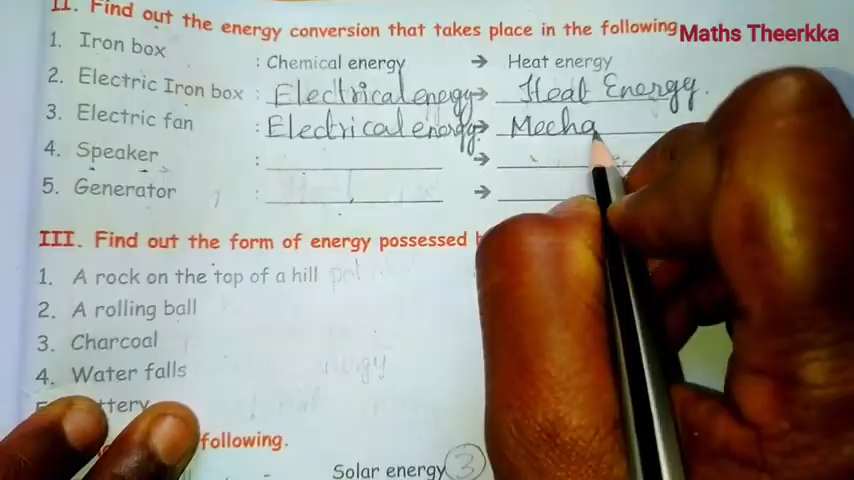 II. Find out the energy conversion that takes place in the following
Maths Theerkka
1. Iron box : Chemical energy → Heat energy
2. Electric Iron box : Electrical enegy → Heat Energy.
3. Electric fan : Electrical energy → Mecha
4. Speaker : →
5. Generator : →
III. Find out the form of energy possessed
1. A rock on the top of a hill
2. A rolling ball
3. Charcoal
4. Water falls
following.
Solar energy 3